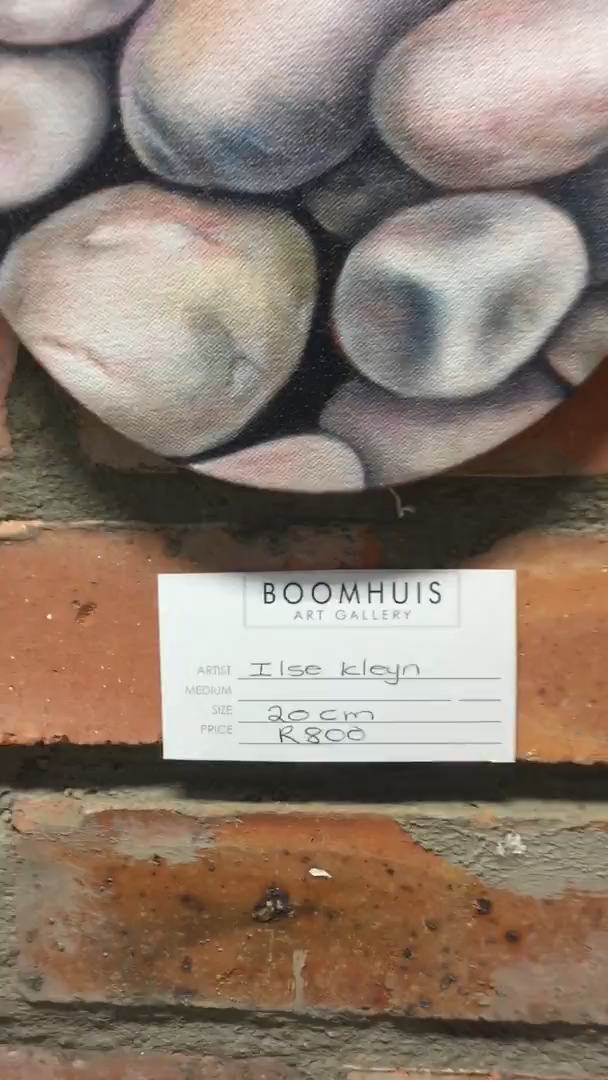 BOOMHUIS
ART GALLERY
ARTIST Ilse Kleyn
MEDIUM
SIZE 20cm
PRICE R800